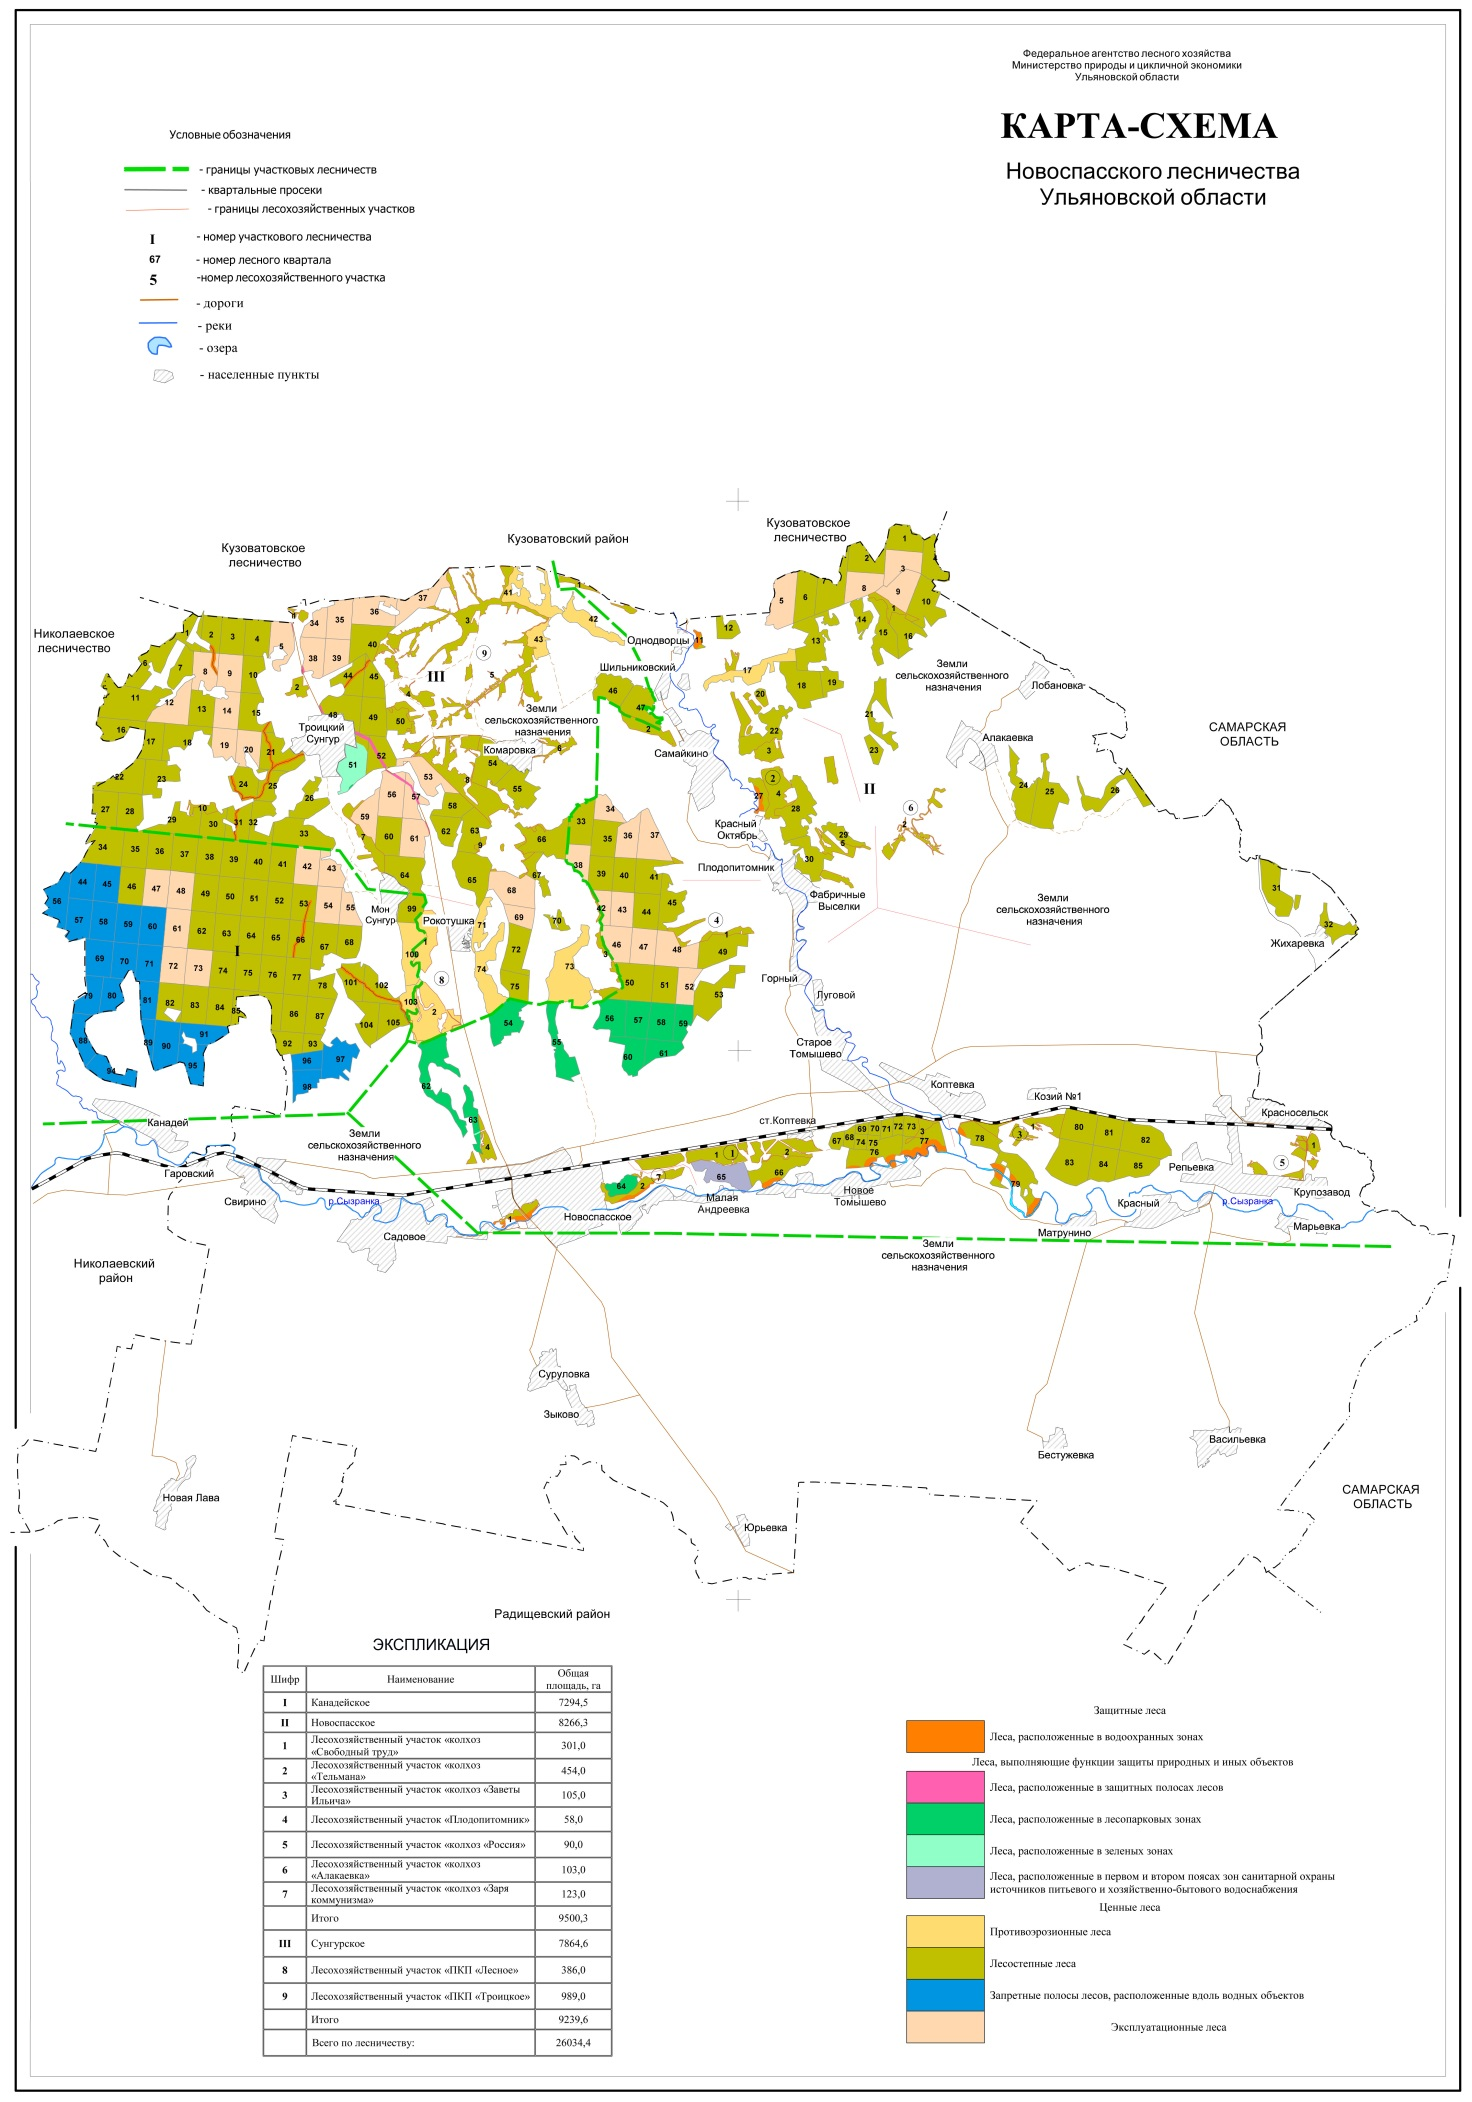 Федеральное агентство лесного хозяйства
Министерство природы и цикличной экономики
Ульяновской области
КАРТА-СХЕМА
Новоспасского лесничества
Ульяновской области
Условные обозначения
- границы участковых лесничеств
- квартальные просеки
- границы лесохозяйственных участков
I - номер участкового лесничества
67 - номер лесного квартала
5 -номер лесохозяйственного участка
- дороги
- реки
- озера
- населенные пункты
Кузоватовское
лесничество
Кузоватовский район
Кузоватовское
лесничество
Николаевское
лесничество
Однодворцы
Шильниковский
Земли
сельскохозяйственного
назначения
Лобановка
САМАРСКАЯ
ОБЛАСТЬ
Троицкий
Сунгур
Земли
сельскохозяйственного
назначения
Комаровка
Самайкино
Алакаевка
III
II
I
Красный
Октябрь
Плодопитомник
Фабричные
Выселки
Земли
сельскохозяйственного
назначения
Мон
Сунгур
Рокотушка
Жихаревка
Горный
Луговой
Старое
Томышево
Коптевка
Козий №1
Красносельск
ст.Коптевка
Канадей
Земли
сельскохозяйственного
назначения
Гаровский
Свирино
р.Сызранка
Садовое
Новоспасское
Малая
Андреевка
Новое
Томышево
Репьевка
Крупозавод
Красный
р.Сызранка
Марьевка
Матрунино
Земли
сельскохозяйственного
назначения
Николаевский
район
Суруловка
Зыково
Бестужевка
Васильевка
Новая Лава
Юрьевка
САМАРСКАЯ
ОБЛАСТЬ
Радищевский район
ЭКСПЛИКАЦИЯ
Шифр Наименование Общая
площадь, га
I Канадейское 7294,5
II Новоспасское 8266,3
1 Лесохозяйственный участок «колхоз
«Свободный труд» 301,0
2 Лесохозяйственный участок «колхоз
«Тельмана» 454,0
3 Лесохозяйственный участок «колхоз «Заветы
Ильича» 105,0
4 Лесохозяйственный участок «Плодопитомник» 58,0
5 Лесохозяйственный участок «колхоз «Россия» 90,0
6 Лесохозяйственный участок «колхоз
«Алакаевка» 103,0
7 Лесохозяйственный участок «колхоз «Заря
коммунизма» 123,0
Итого 9500,3
III Сунгурское 7864,6
8 Лесохозяйственный участок «ПКП «Лесное» 386,0
9 Лесохозяйственный участок «ПКП «Троицкое» 989,0
Итого 9239,6
Всего по лесничеству: 26034,4
Защитные леса
Леса, расположенные в водоохранных зонах
Леса, выполняющие функции защиты природных и иных объектов
Леса, расположенные в защитных полосах лесов
Леса, расположенные в лесопарковых зонах
Леса, расположенные в зеленых зонах
Леса, расположенные в первом и втором поясах зон санитарной охраны
источников питьевого и хозяйственно-бытового водоснабжения
Ценные леса
Противоэрозионные леса
Лесостепные леса
Запретные полосы лесов, расположенные вдоль водных объектов
Эксплуатационные леса